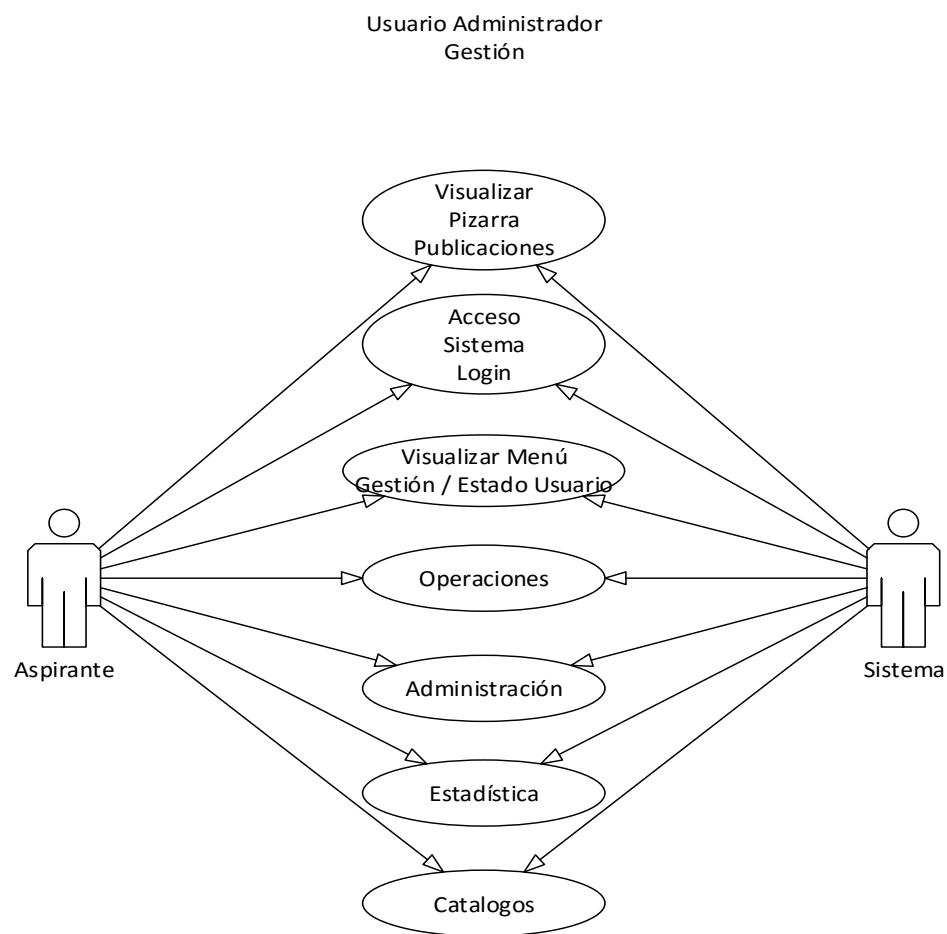 Usuario Administrador
Gestión
Visualizar
Pizarra
Publicaciones
Acceso
Sistema
Login
Visualizar Menú
Gestión / Estado Usuario
Operaciones
Aspirante
Sistema
Administración
Estadística
Catalogos